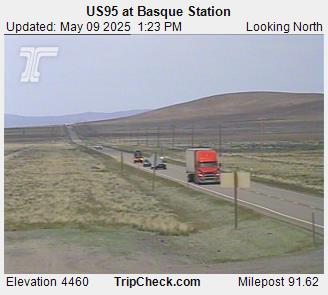 US95 at Basque Station
Updated: May 09 2025 1:23 PM Looking North
Elevation 4460 TripCheck.com Milepost 91.62